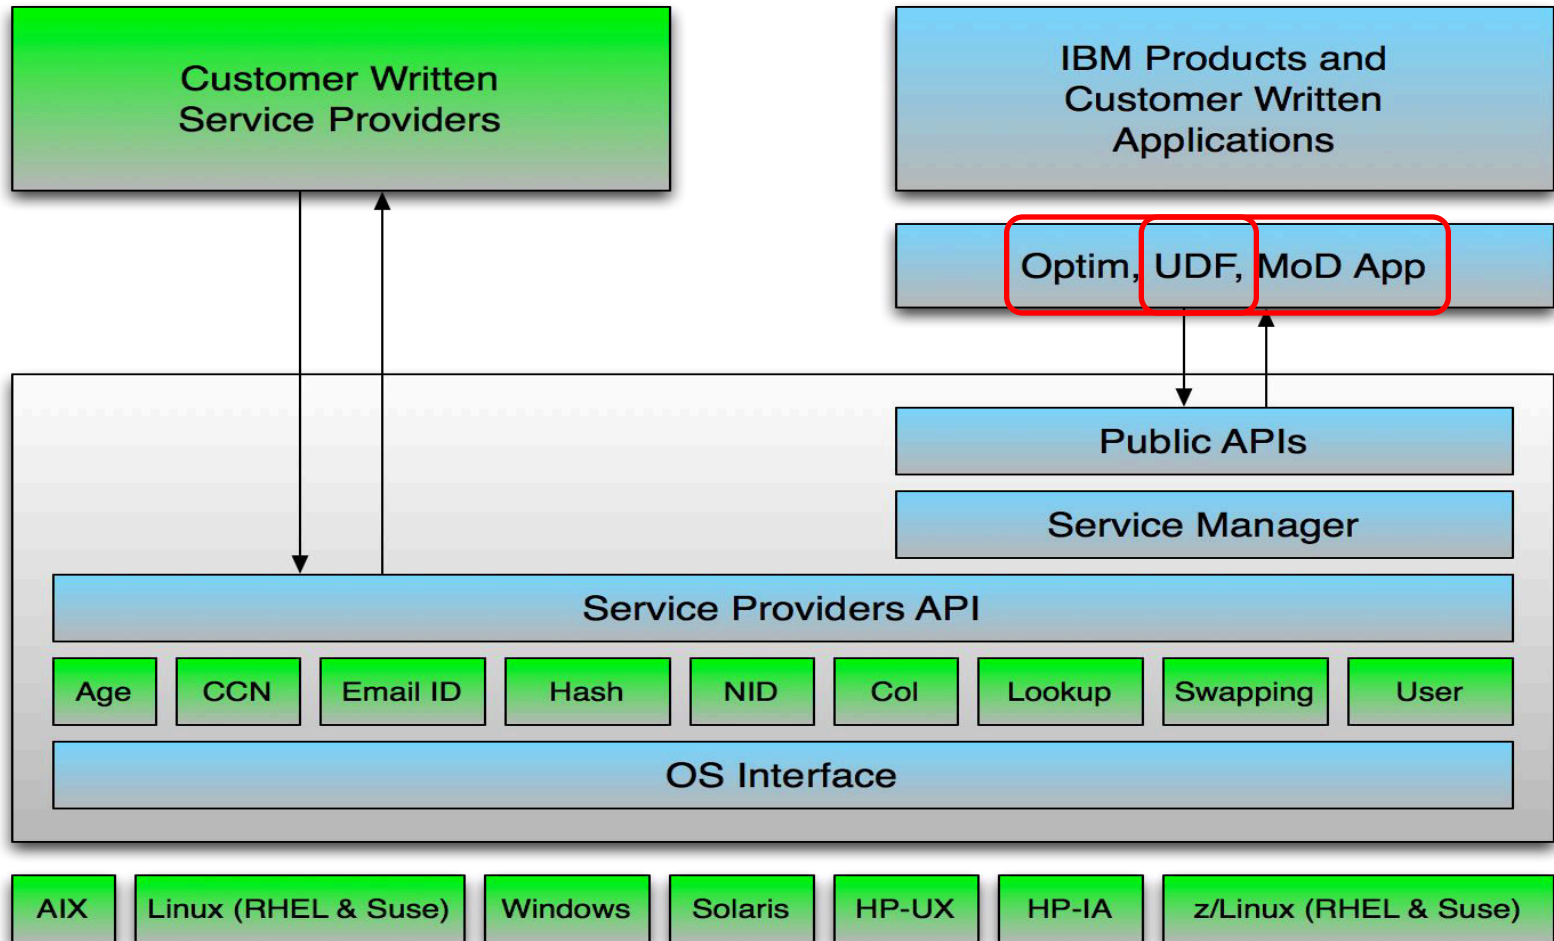 Customer Written
Service Providers
IBM Products and
Customer Written
Applications
Optim, UDF, MoD App
Public APIs
Service Manager
Service Providers API
Age
CCN
Email ID
Hash
NID
Col
Lookup
Swapping
User
OS Interface
AIX
Linux (RHEL & Suse)
Windows
Solaris
HP-UX
HP-IA
z/Linux (RHEL & Suse)